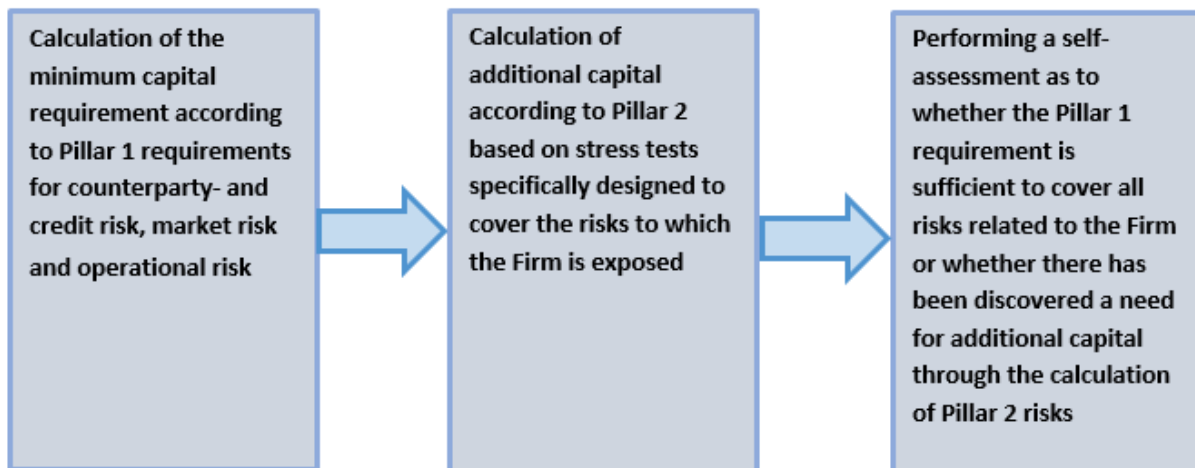 Calculation of the
minimum capital
requirement according
to Pillar 1 requirements
for counterparty- and
credit risk, market risk
and operational risk
Calculation of
additional capital
according to Pillar 2
based on stress tests
specifically designed to
cover the risks to which
the Firm is exposed
Performing a self-
assessment as to
whether the Pillar 1
requirement is
sufficient to cover all
risks related to the Firm
or whether there has
been discovered a need
for additional capital
through the calculation
of Pillar 2 risks